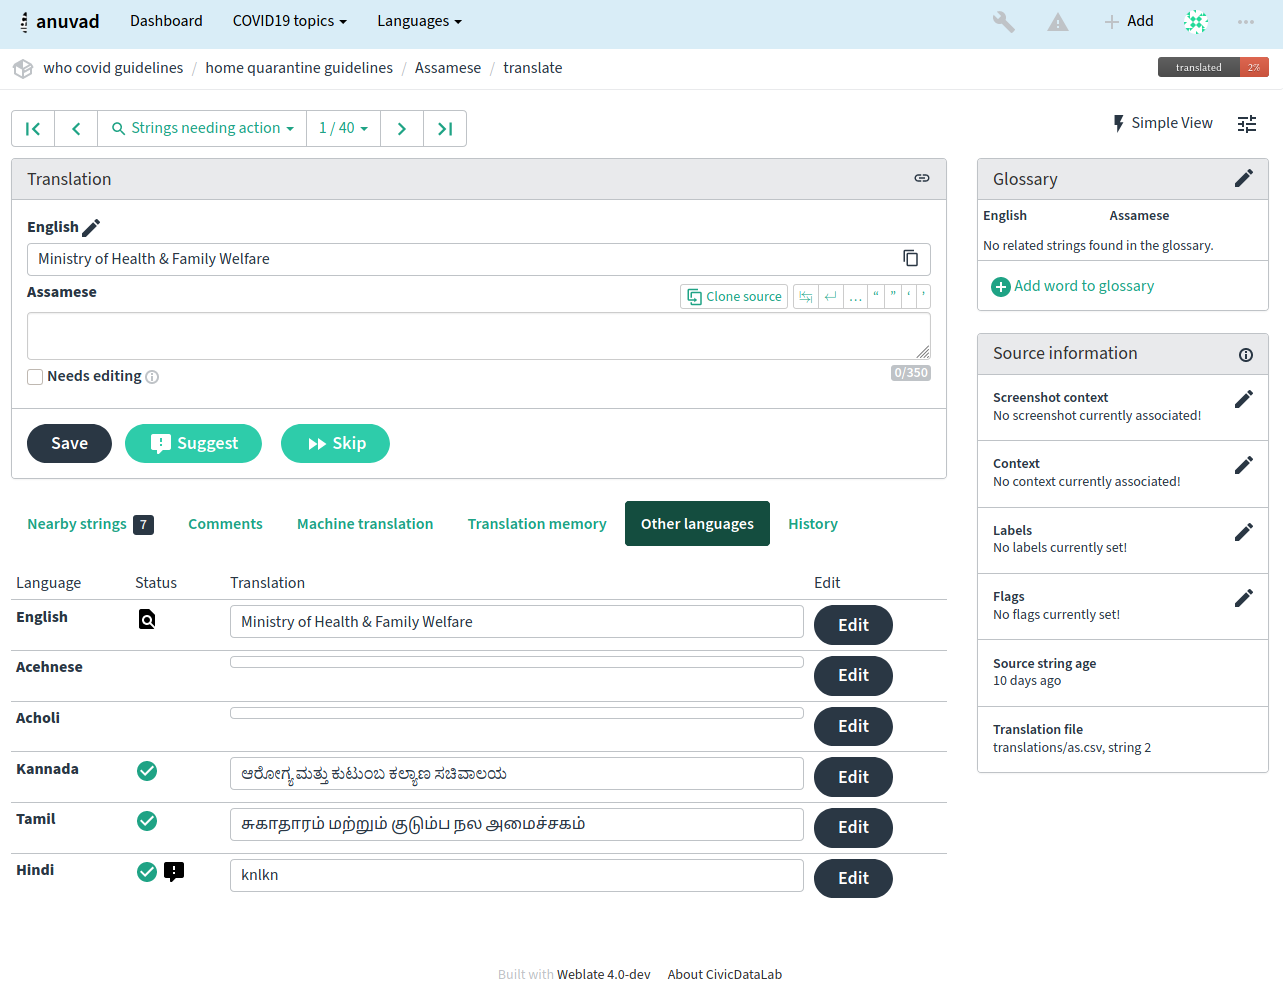 anuvad Dashboard COVID19 topics Languages Add
who covid guidelines / home quarantine guidelines / Assamese / translate translated 2%
Strings needing action 1 / 40 Simple View
Translation
English
Ministry of Health & Family Welfare
Assamese Clone source … “ ” ‘ ’
Needs editing 0/350
Save Suggest Skip
Nearby strings 7 Comments Machine translation Translation memory Other languages History
Language Status Translation Edit
English Ministry of Health & Family Welfare Edit
Acehnese Edit
Acholi Edit
Kannada ಆರೋಗ್ಯ ಮತ್ತು ಕುಟುಂಬ ಕಲ್ಯಾಣ ಸಚಿವಾಲಯ Edit
Tamil சுகாதாரம் மற்றும் குடும்ப நல அமைச்சகம் Edit
Hindi knlkn Edit
Glossary
English Assamese
No related strings found in the glossary.
Add word to glossary
Source information
Screenshot context
No screenshot currently associated!
Context
No context currently associated!
Labels
No labels currently set!
Flags
No flags currently set!
Source string age
10 days ago
Translation file
translations/as.csv, string 2
Built with Weblate 4.0-dev About CivicDataLab